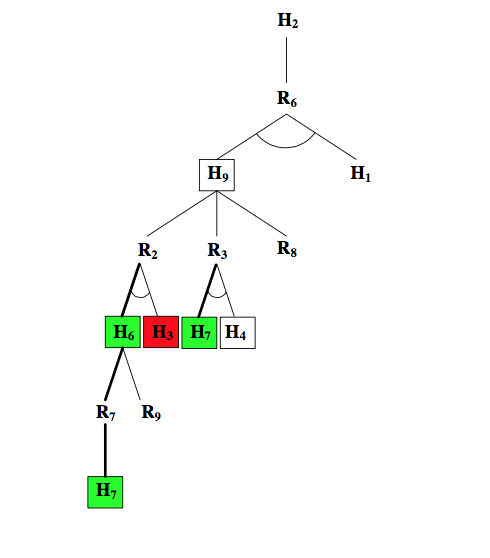 H₂
R₆
H₉ H₁
R₂ R₃ R₈
H₆ H₃ H₇ H₄
R₇ R₉
H₇